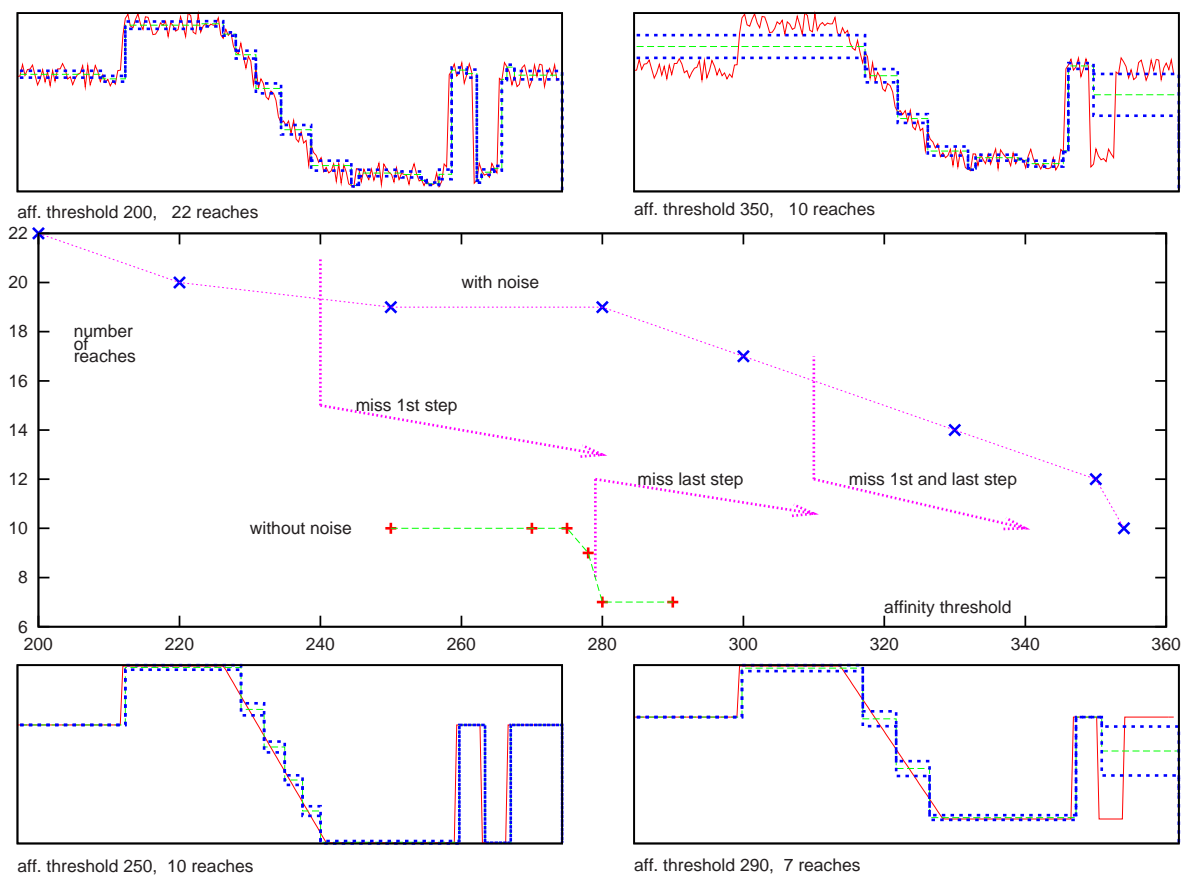 aff. threshold 200, 22 reaches
aff. threshold 350, 10 reaches
22
20
18
16
14
12
10
8
6
with noise
number
of
reaches
miss 1st step
miss last step
miss 1st and last step
without noise
affinity threshold
200 220 240 260 280 300 320 340 360
aff. threshold 250, 10 reaches
aff. threshold 290, 7 reaches